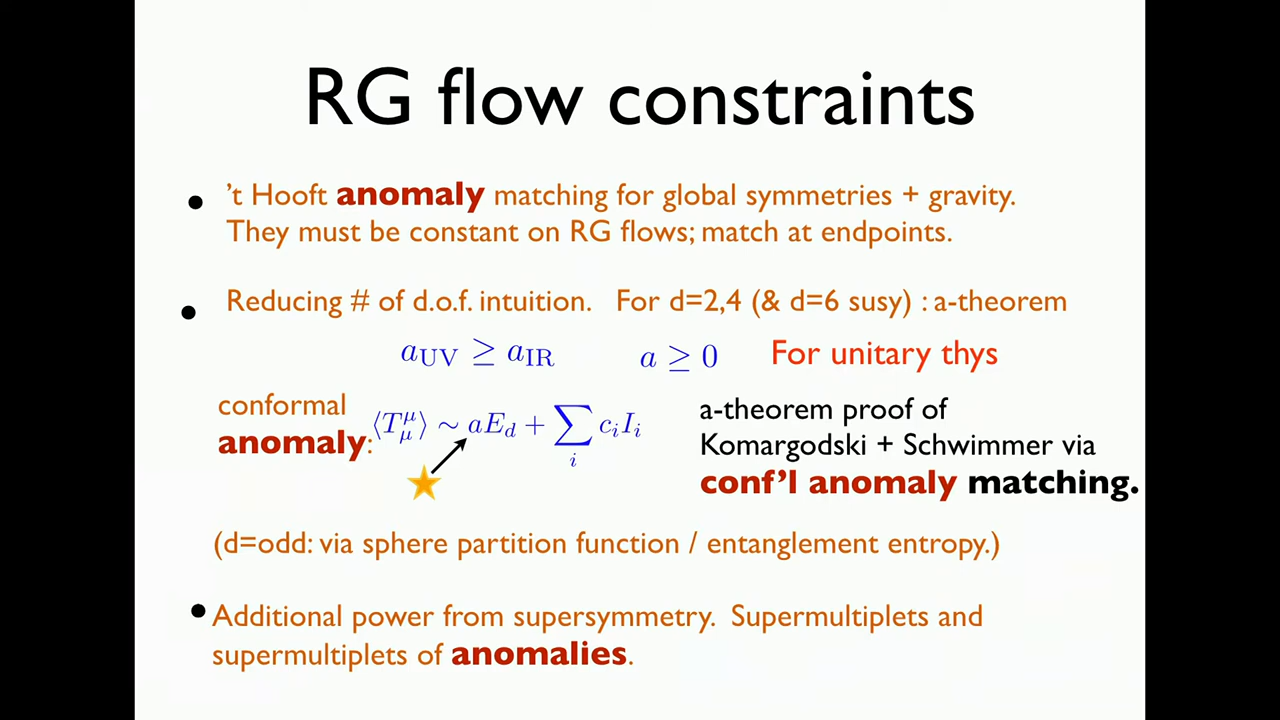 RG flow constraints
• ’t Hooft anomaly matching for global symmetries + gravity.
They must be constant on RG flows; match at endpoints.
• Reducing # of d.o.f. intuition. For d=2,4 (& d=6 susy) : a-theorem
a_UV ≥ a_IR a ≥ 0 For unitary thys
conformal
anomaly: ⟨T^μ_μ⟩ ∼ aE_d + ∑_i c_i I_i
a-theorem proof of
Komargodski + Schwimmer via
conf’l anomaly matching.
(d=odd: via sphere partition function / entanglement entropy.)
• Additional power from supersymmetry. Supermultiplets and
supermultiplets of anomalies.